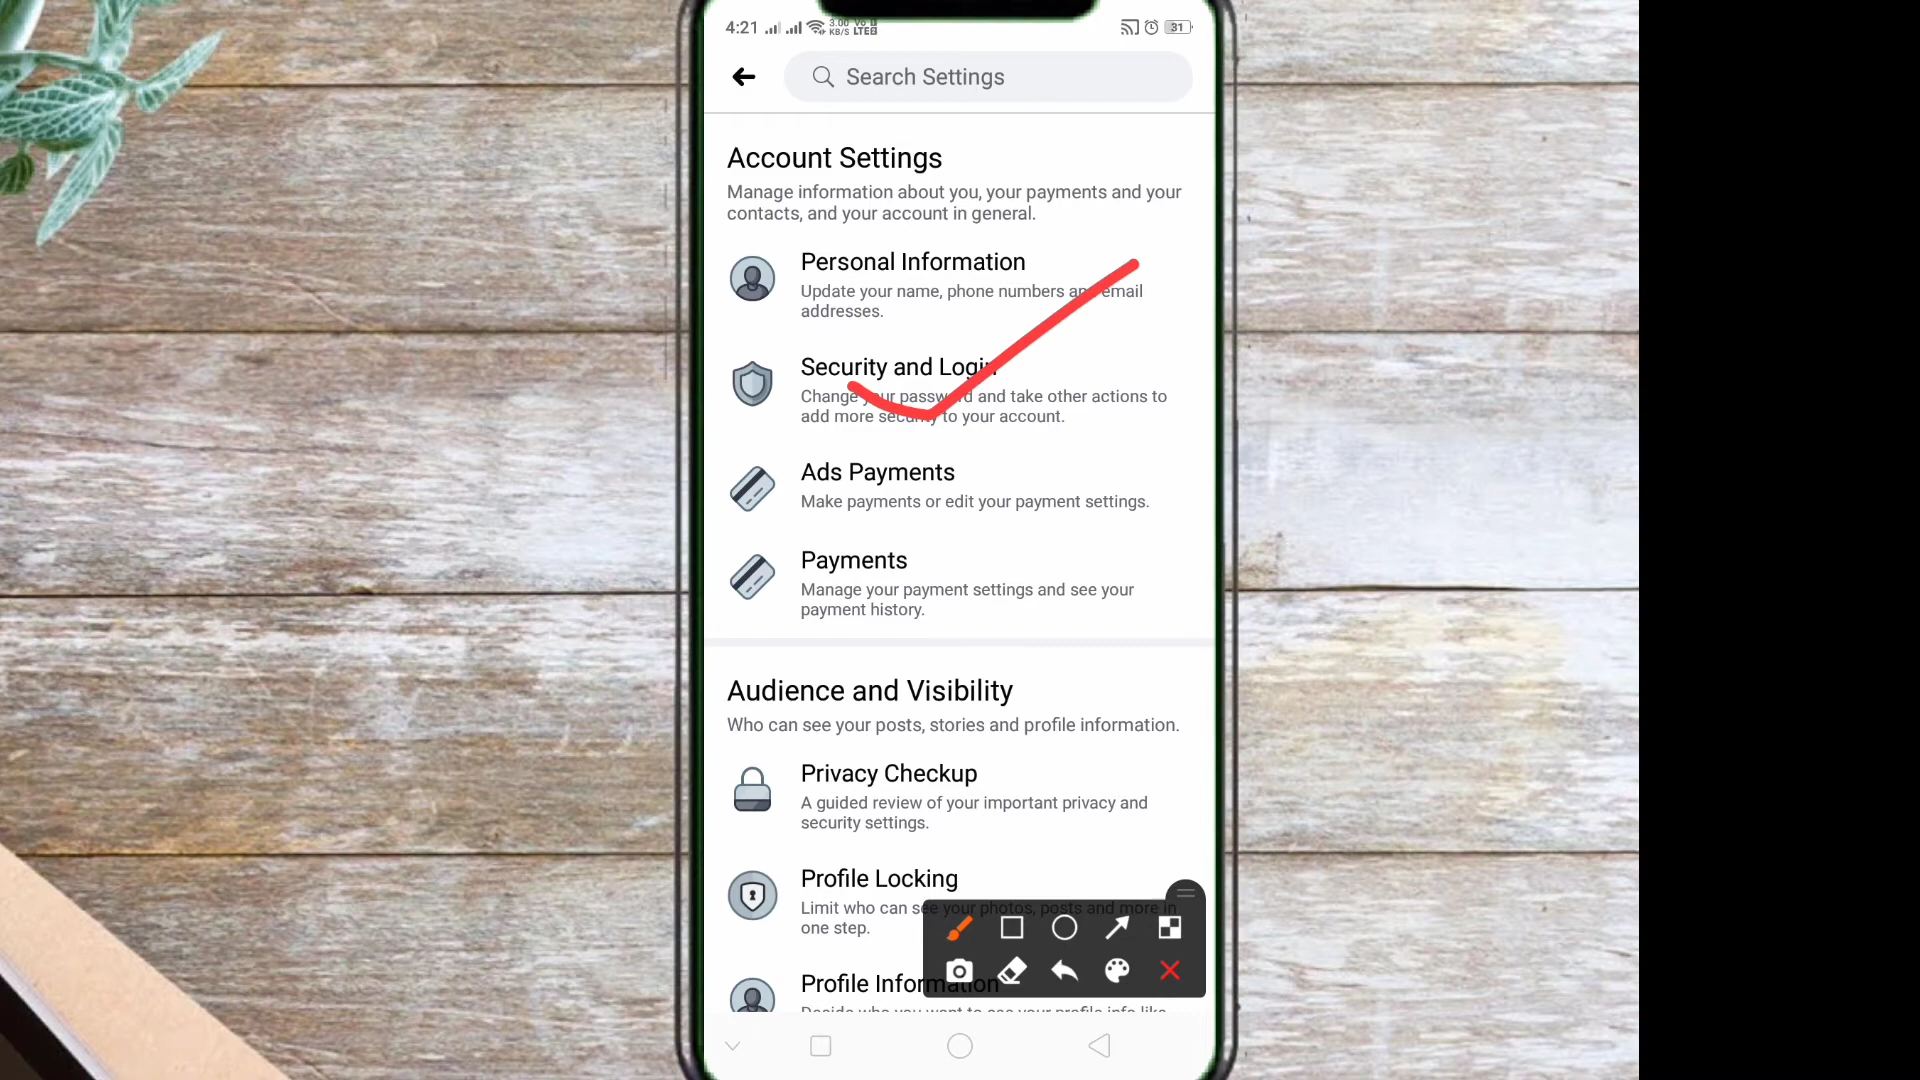 4:21
3.00
KB/S
Vo
LTE2
31
Search Settings
Account Settings
Manage information about you, your payments and your
contacts, and your account in general.
Personal Information
Update your name, phone numbers and email
addresses.
Security and Login
Change your password and take other actions to
add more security to your account.
Ads Payments
Make payments or edit your payment settings.
Payments
Manage your payment settings and see your
payment history.
Audience and Visibility
Who can see your posts, stories and profile information.
Privacy Checkup
A guided review of your important privacy and
security settings.
Profile Locking
Limit who can see your photos, posts and more in
one step.
Profile Information
Decide who you want to see your profile info like